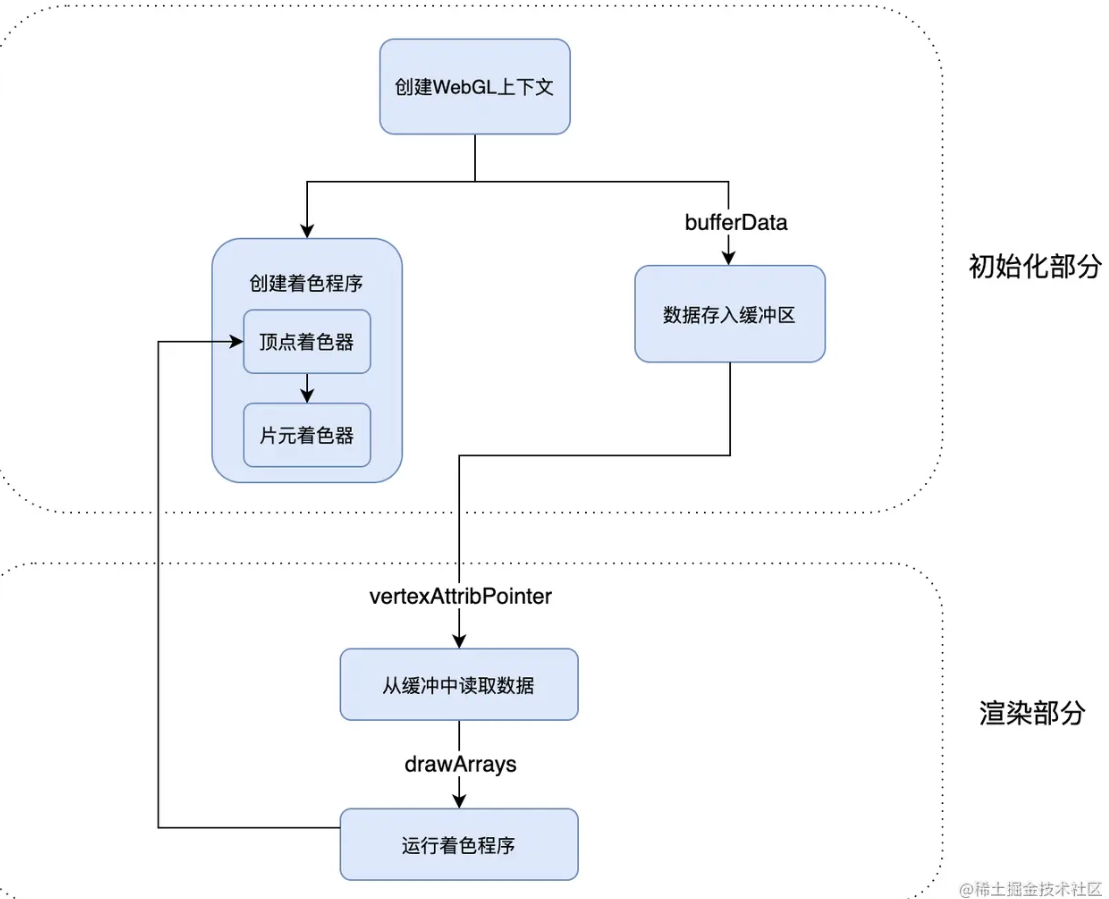 创建WebGL上下文
bufferData
初始化部分
创建着色程序
数据存入缓冲区
顶点着色器
片元着色器
vertexAttribPointer
从缓冲中读取数据
渲染部分
drawArrays
运行着色程序
@稀土掘金技术社区